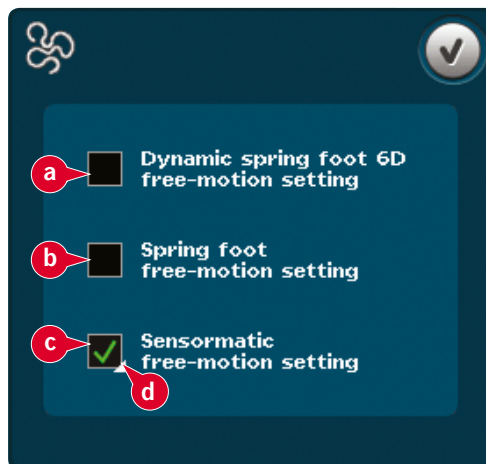 a
Dynamic spring foot 6D
free-motion setting
b
Spring foot
free-motion setting
c
Sensormatic
free-motion setting
d